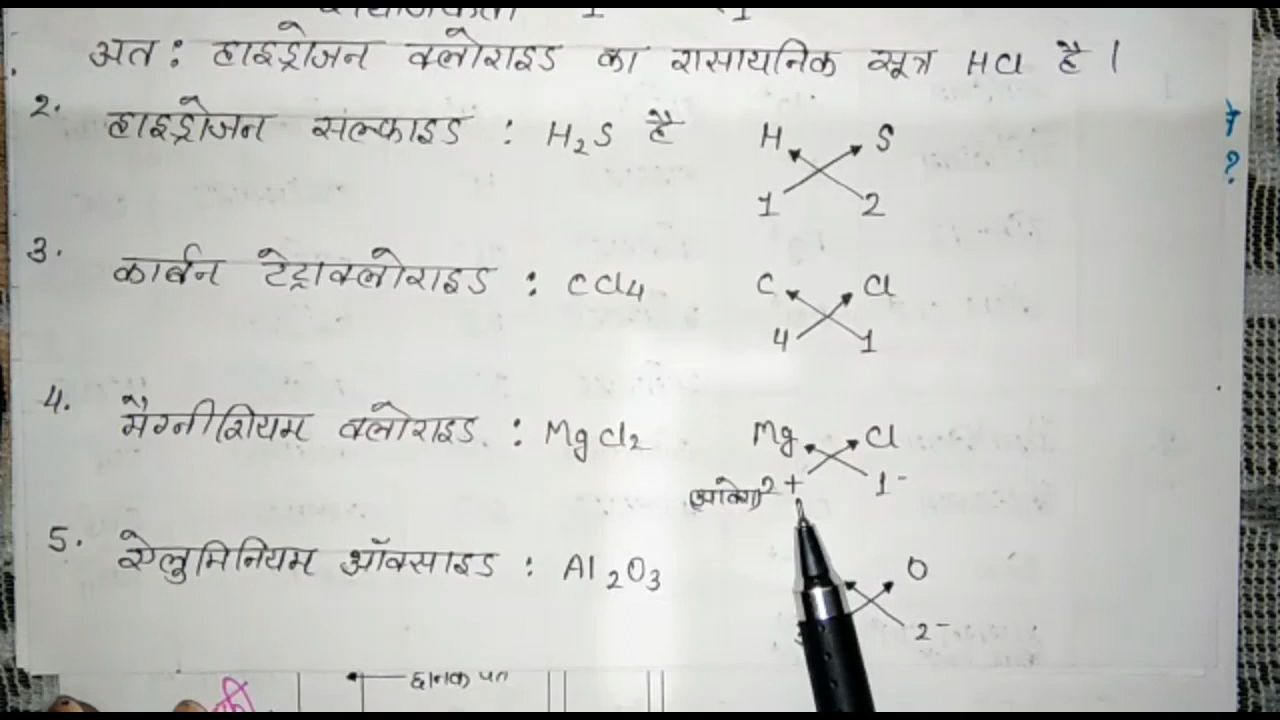 अत: हाइड्रोजन क्लोराइड का रासायनिक सूत्र HCl है ।
2. हाइड्रोजन सल्फाइड : H₂S है
H S
1 2
3. कार्बन टेट्राक्लोराइड : CCl4
C Cl
4 1
4. मैग्नीशियम क्लोराइड : MgCl₂
Mg Cl
2+ 1-
5. ऐलुमिनियम ऑक्साइड : Al₂O₃
O
2-